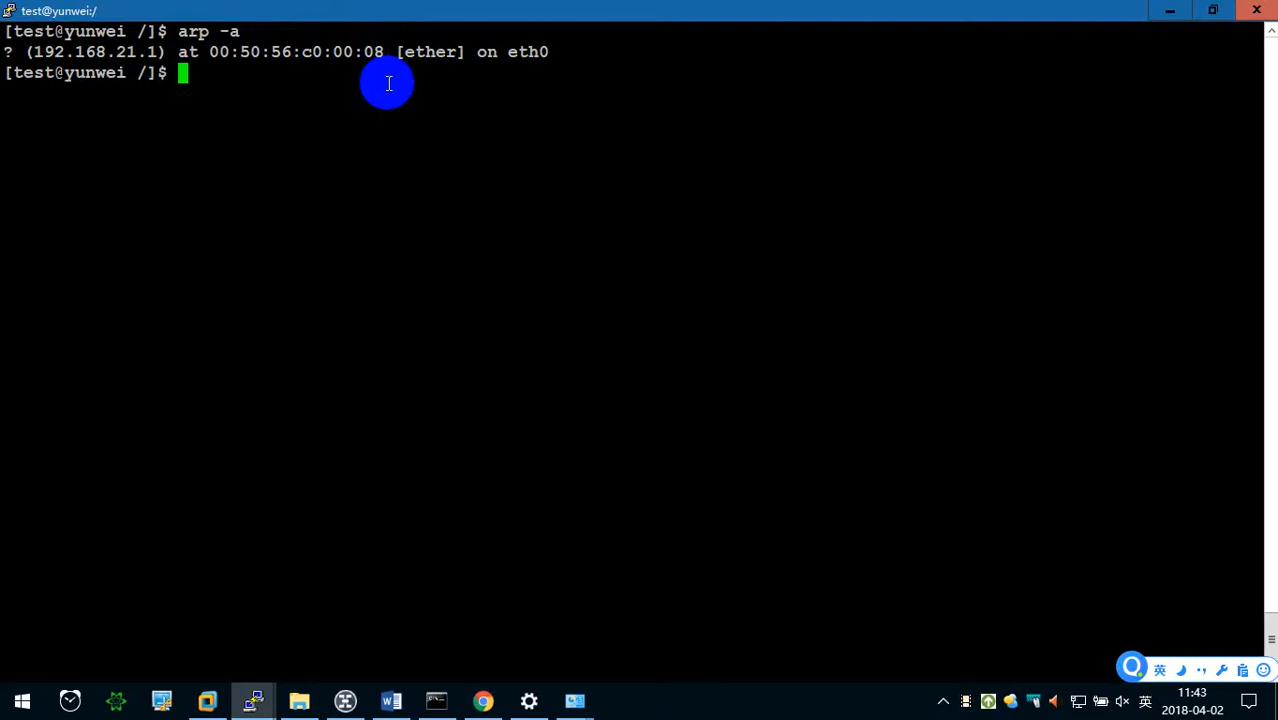 test@yunwei:/
[test@yunwei /]$ arp -a
? (192.168.21.1) at 00:50:56:c0:00:08 [ether] on eth0
[test@yunwei /]$
英
英
11:43
2018-04-02